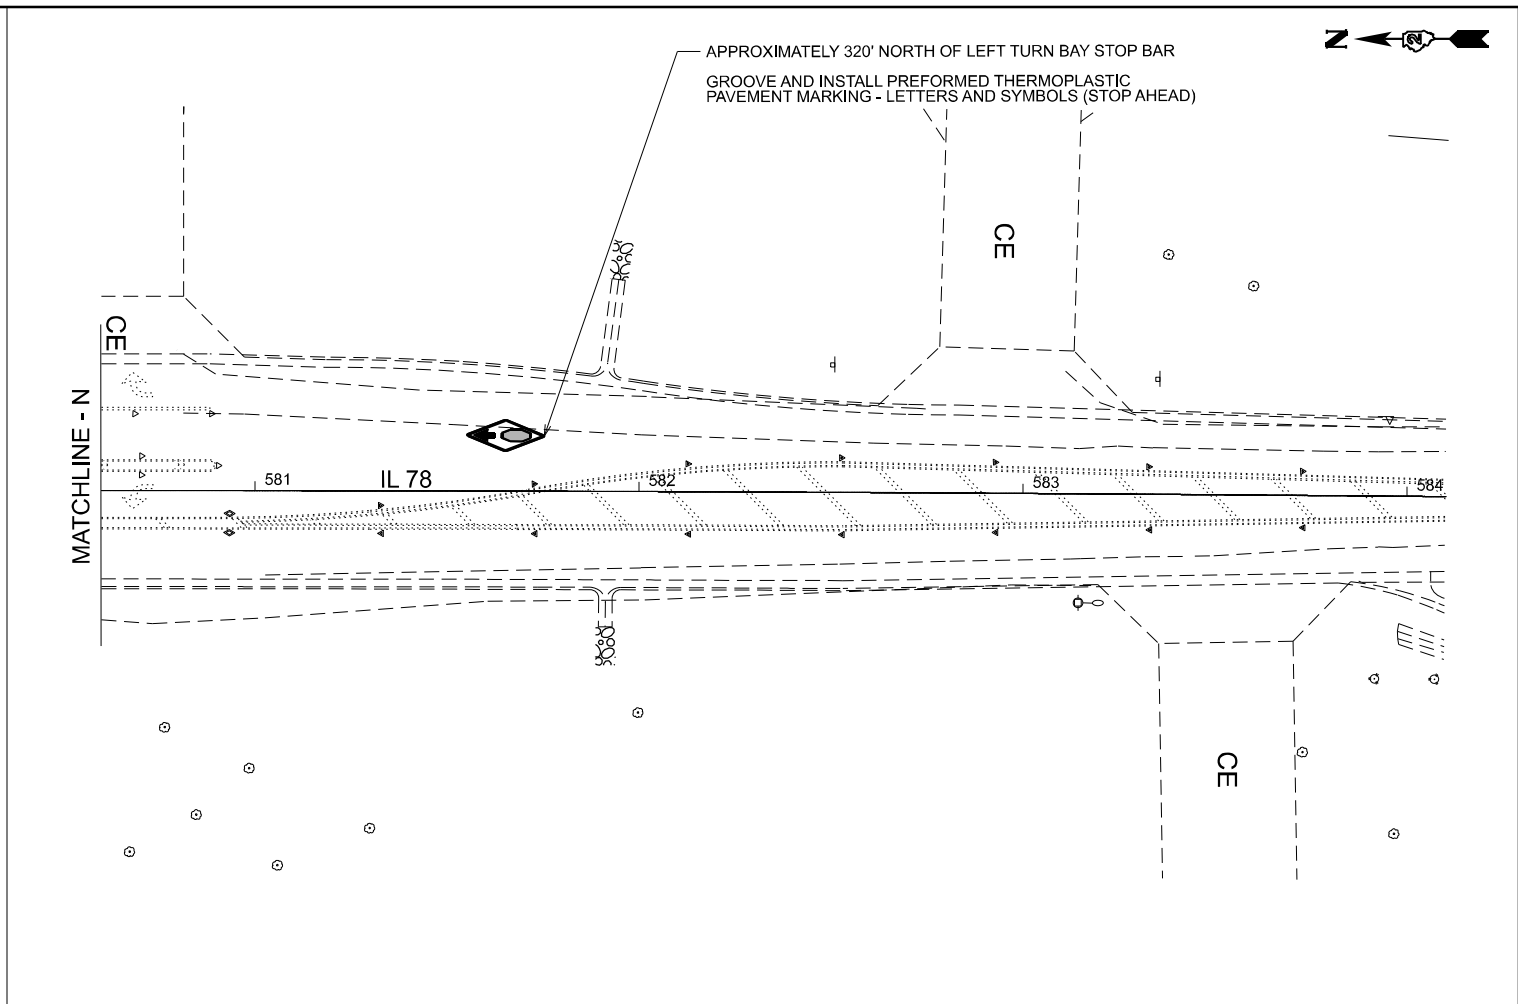 APPROXIMATELY 320' NORTH OF LEFT TURN BAY STOP BAR
GROOVE AND INSTALL PREFORMED THERMOPLASTIC
PAVEMENT MARKING - LETTERS AND SYMBOLS (STOP AHEAD)
N
2
CE
CE
MATCHLINE - N
581
IL 78
582
583
584
CE